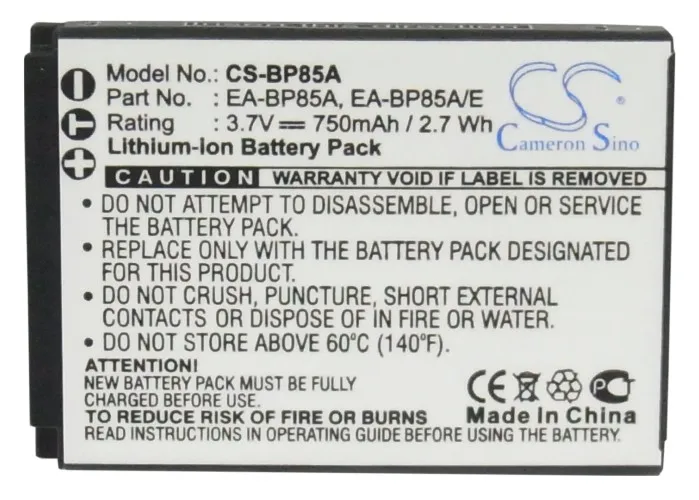 Model No.: CS-BP85A
Part No. : EA-BP85A, EA-BP85A/E
Rating : 3.7V 750mAh / 2.7 Wh
Lithium-ion Battery Pack
CS
Cameron Sino
CAUTION WARRANTY VOID IF LABEL IS REMOVED
• DO NOT ATTEMPT TO DISASSEMBLE, OPEN OR SERVICE
THE BATTERY PACK.
• REPLACE ONLY WITH THE BATTERY PACK DESIGNATED
FOR THIS PRODUCT.
• DO NOT CRUSH, PUNCTURE, SHORT EXTERNAL
CONTACTS OR DISPOSE OF IN FIRE OR WATER.
• DO NOT STORE ABOVE 60°C (140°F).
ATTENTION!
NEW BATTERY PACK MUST BE FULLY
CHARGED BEFORE USE.
TO REDUCE RISK OF FIRE OR BURNS
READ INSTRUCTION IN OPERATING GUIDE BEFORE USING THE BATTERY.
CE
Made In China